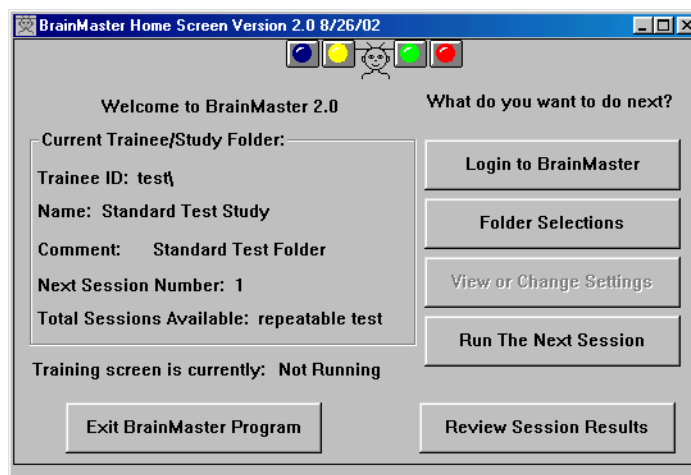 BrainMaster Home Screen Version 2.0 8/26/02
Welcome to BrainMaster 2.0
Current Trainee/Study Folder:
Trainee ID: test\
Name: Standard Test Study
Comment: Standard Test Folder
Next Session Number: 1
Total Sessions Available: repeatable test
Training screen is currently: Not Running
Exit BrainMaster Program
What do you want to do next?
Login to BrainMaster
Folder Selections
View or Change Settings
Run The Next Session
Review Session Results